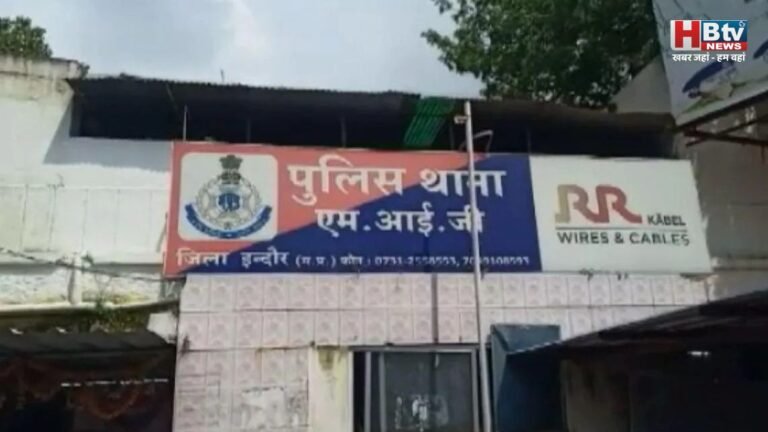 HBtv
NEWS
खबर जहां - हम वहां
पुलिस थाना
एम.आई.जी
जिला इन्दौर (म.प्र.) फोन:
RR
KABEL
WIRES & CABLES